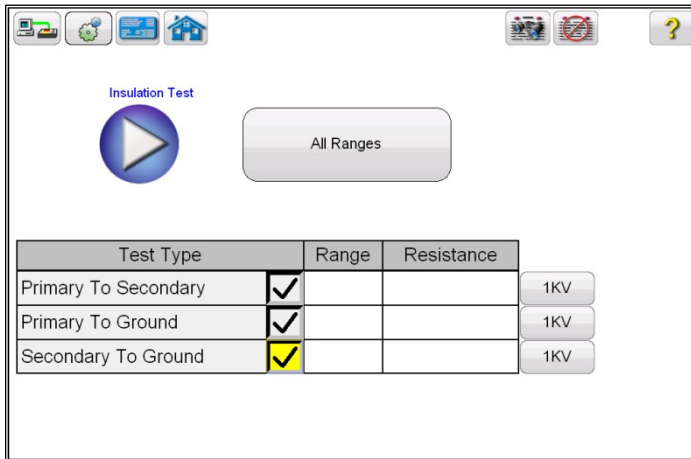 Insulation Test
All Ranges
Test Type Range Resistance
Primary To Secondary 1KV
Primary To Ground 1KV
Secondary To Ground 1KV